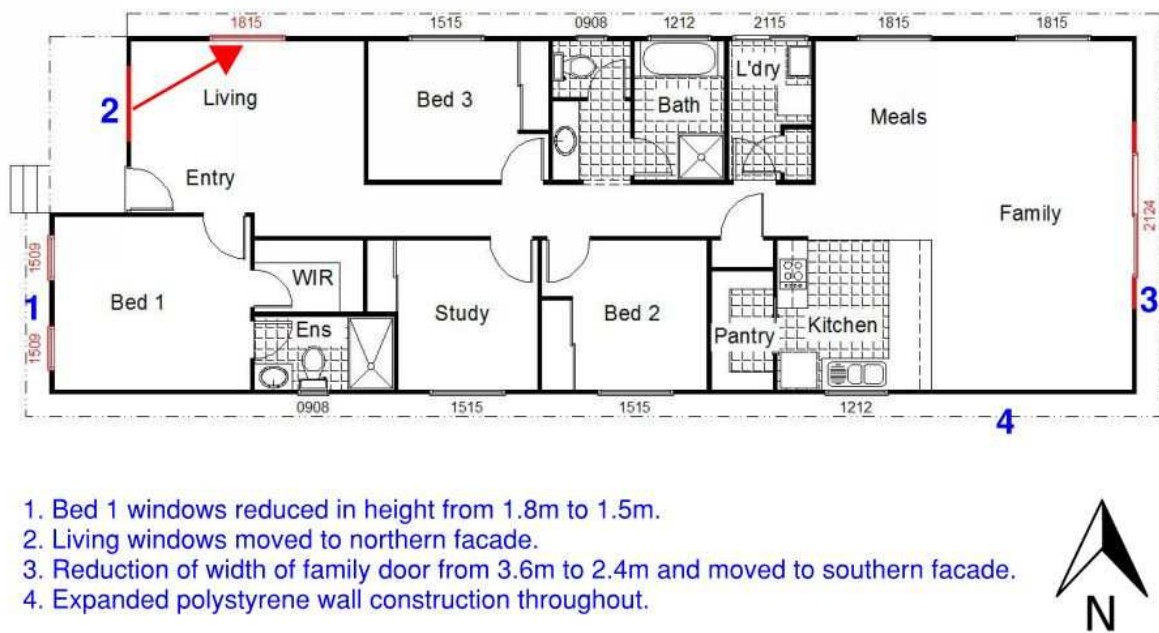 1815 1515 0908 1212 2115 1815 1815
2
Living
Bed 3
Bath
L'dry
Meals
Entry
Family
2124
1509
1
1509
Bed 1
WIR
Ens
Study
Bed 2
Pantry
Kitchen
3
0908 1515 1515 1212
4
1. Bed 1 windows reduced in height from 1.8m to 1.5m.
2. Living windows moved to northern facade.
3. Reduction of width of family door from 3.6m to 2.4m and moved to southern facade.
4. Expanded polystyrene wall construction throughout.
N